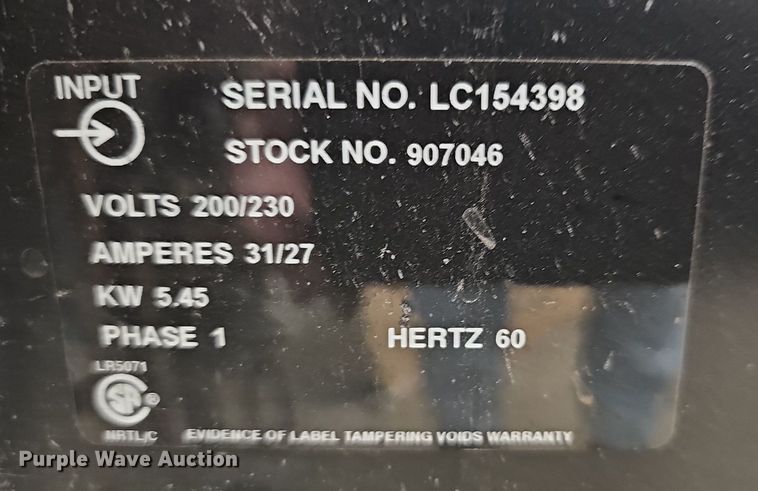 INPUT
SERIAL NO. LC154398
STOCK NO. 907046
VOLTS 200/230
AMPERES 31/27
KW 5.45
PHASE 1 HERTZ 60
LR5071
SA ®
NRTL/C EVIDENCE OF LABEL TAMPERING VOIDS WARRANTY
Purple Wave Auction